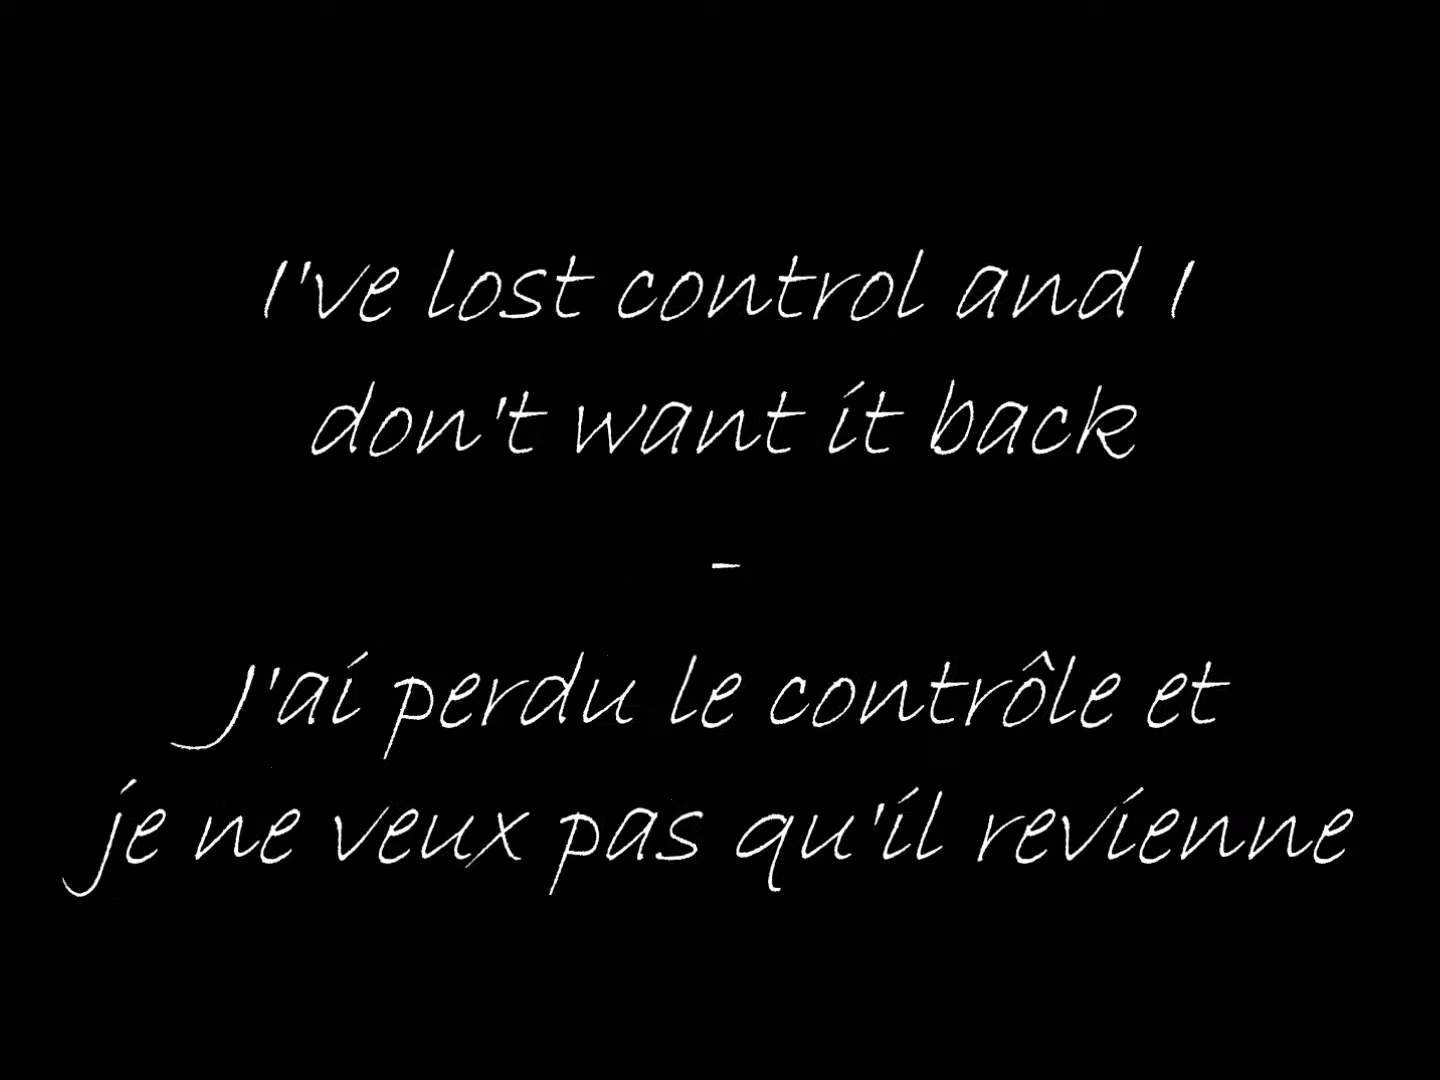 I've lost control and I
don't want it back
-
J'ai perdu le contrôle et
je ne veux pas qu'il revienne